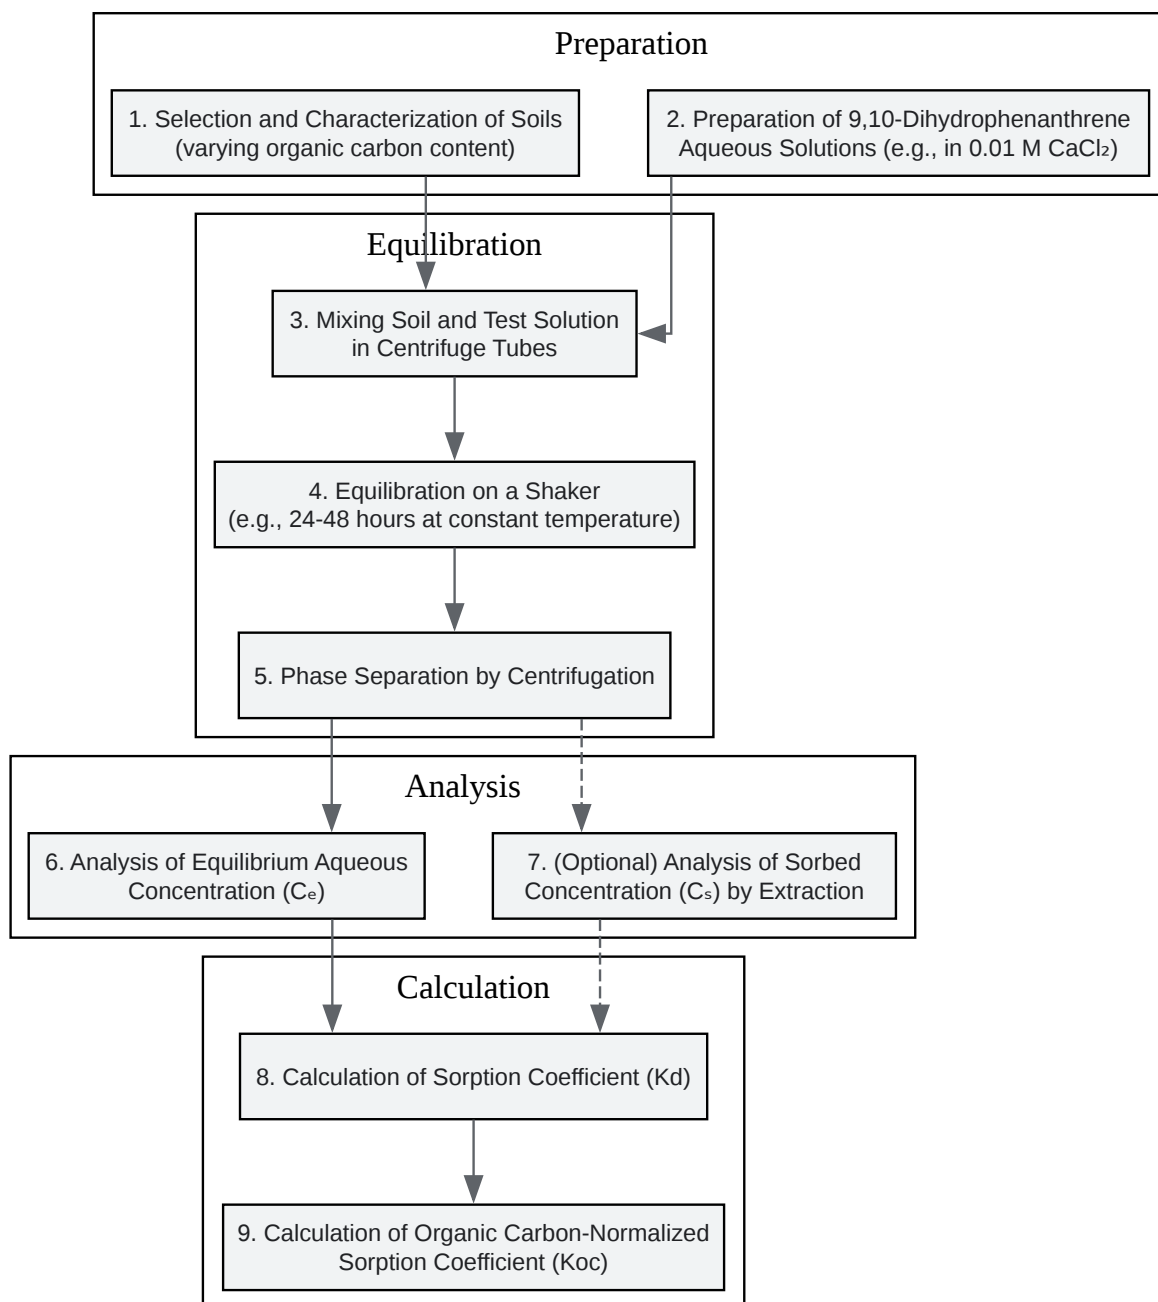 Preparation
1. Selection and Characterization of Soils
(varying organic carbon content)
2. Preparation of 9,10-Dihydrophenanthrene
Aqueous Solutions (e.g., in 0.01 M CaCl₂)
Equilibration
3. Mixing Soil and Test Solution
in Centrifuge Tubes
4. Equilibration on a Shaker
(e.g., 24-48 hours at constant temperature)
5. Phase Separation by Centrifugation
Analysis
6. Analysis of Equilibrium Aqueous
Concentration (Cₑ)
7. (Optional) Analysis of Sorbed
Concentration (Cₛ) by Extraction
Calculation
8. Calculation of Sorption Coefficient (Kd)
9. Calculation of Organic Carbon-Normalized
Sorption Coefficient (Koc)